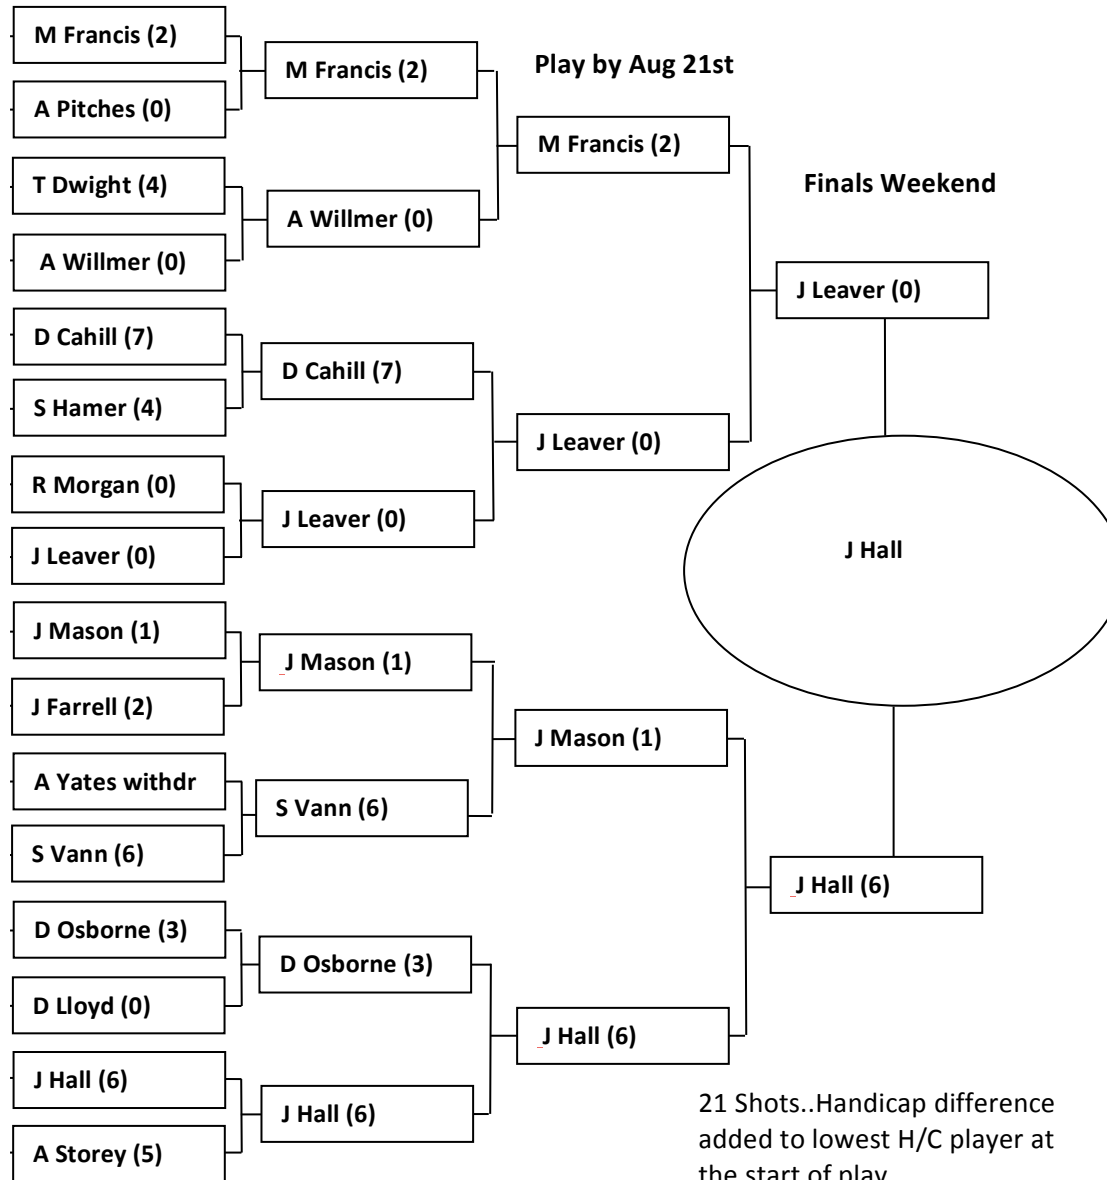 M Francis (2)
A Pitches (0)
T Dwight (4)
A Willmer (0)
D Cahill (7)
S Hamer (4)
R Morgan (0)
J Leaver (0)
J Mason (1)
J Farrell (2)
A Yates withdr
S Vann (6)
D Osborne (3)
D Lloyd (0)
J Hall (6)
A Storey (5)
M Francis (2)
A Willmer (0)
D Cahill (7)
J Leaver (0)
J Mason (1)
S Vann (6)
D Osborne (3)
J Hall (6)
Play by Aug 21st
M Francis (2)
J Leaver (0)
J Mason (1)
J Hall (6)
Finals Weekend
J Leaver (0)
J Hall (6)
J Hall
21 Shots..Handicap difference
added to lowest H/C player at
the start of play